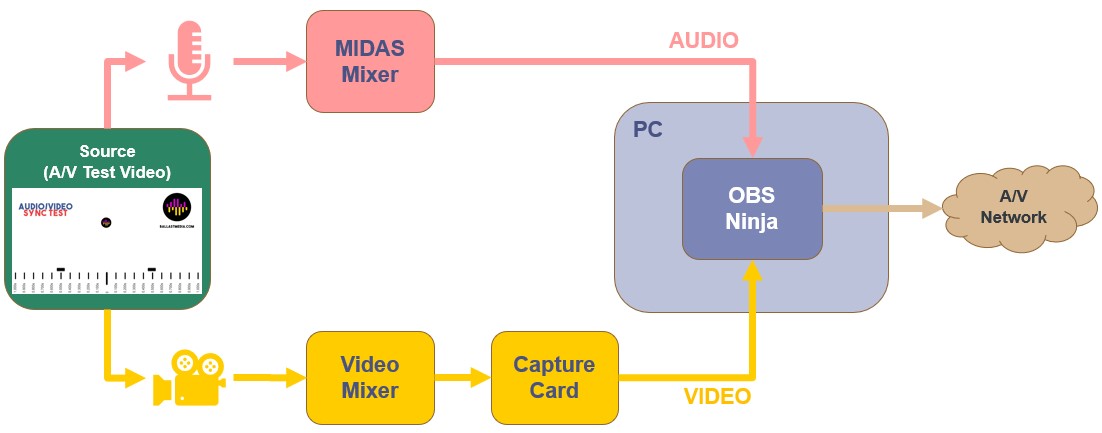 MIDAS
Mixer
AUDIO
PC
Source
(A/V Test Video)
AUDIO/VIDEO
SYNC TEST
BALLASTMEDIA.COM
OBS
Ninja
A/V
Network
Video
Mixer
Capture
Card
VIDEO